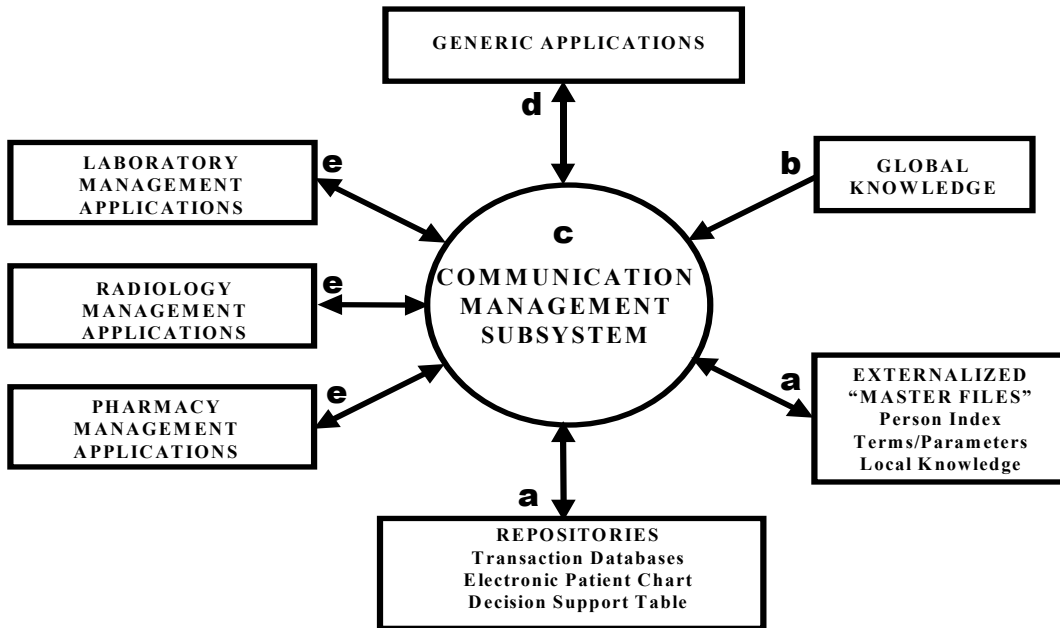 GENERIC APPLICATIONS
d
LABORATORY
MANAGEMENT
APPLICATIONS
e
b
GLOBAL
KNOWLEDGE
c
COMMUNICATION
MANAGEMENT
SUBSYSTEM
RADIOLOGY
MANAGEMENT
APPLICATIONS
e
PHARMACY
MANAGEMENT
APPLICATIONS
e
a
EXTERNALIZED
“MASTER FILES”
Person Index
Terms/Parameters
Local Knowledge
a
REPOSITORIES
Transaction Databases
Electronic Patient Chart
Decision Support Table